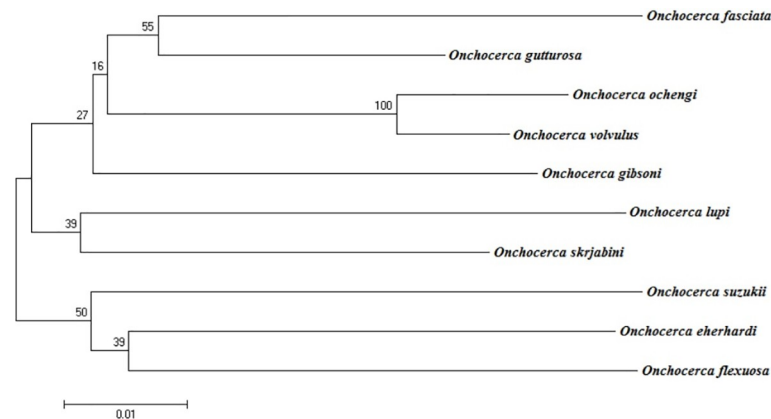 Onchocerca fasciata
55
Onchocerca gutturosa
16
Onchocerca ochengi
100
Onchocerca volvulus
27
Onchocerca gibsoni
Onchocerca lupi
39
Onchocerca skrjabini
Onchocerca suzukii
50
Onchocerca eherhardi
39
Onchocerca flexuosa
0.01